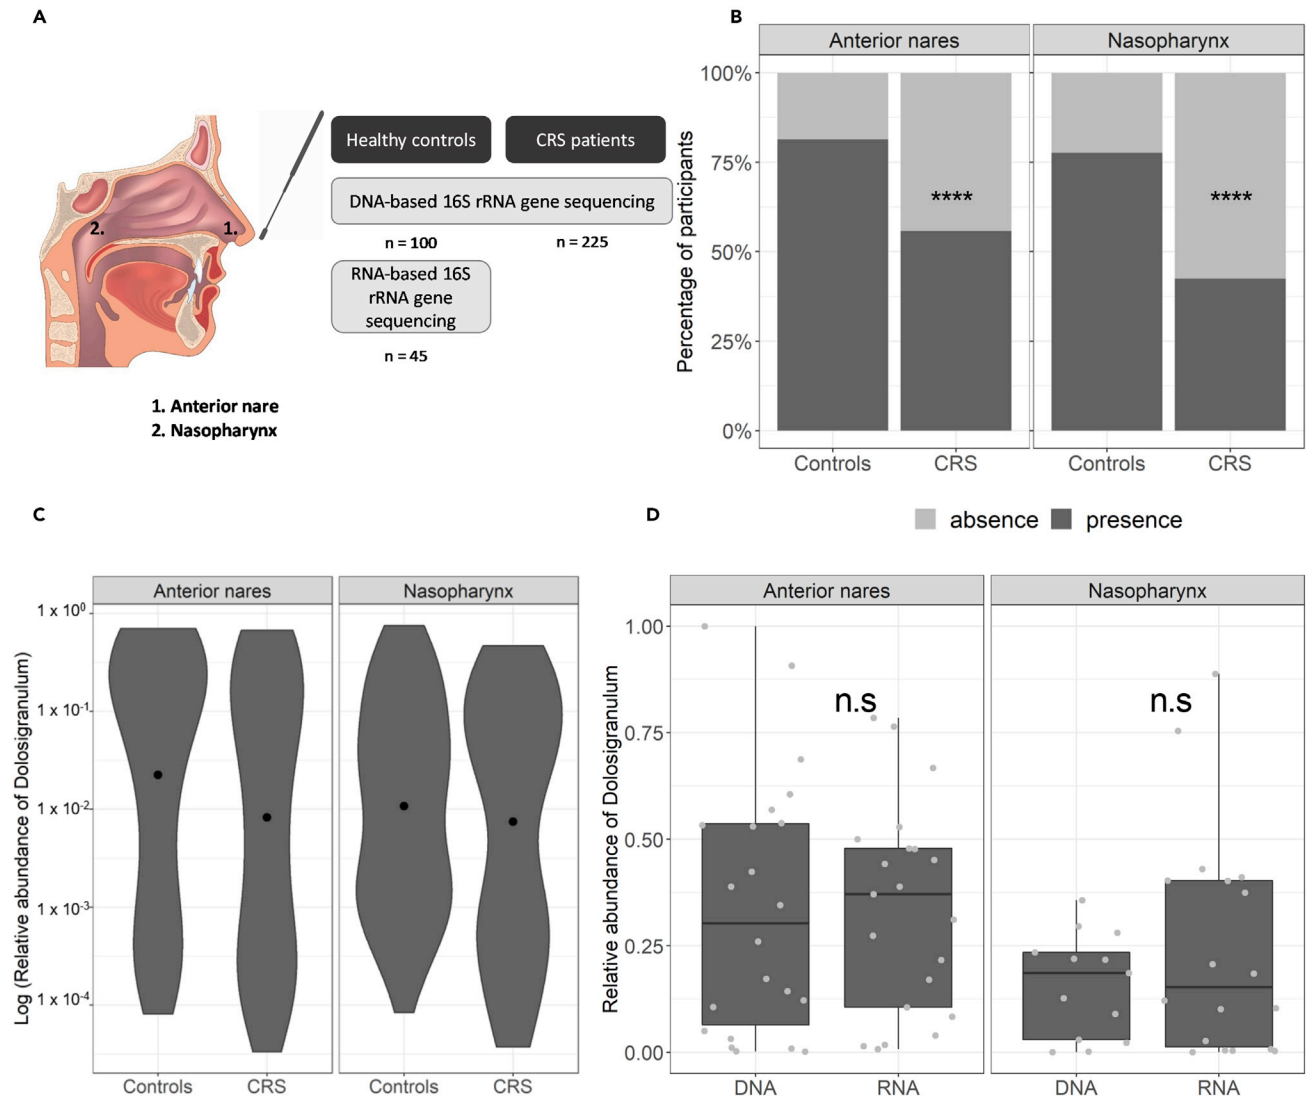 A
Healthy controls
CRS patients
DNA-based 16S rRNA gene sequencing
n = 100
n = 225
RNA-based 16S
rRNA gene
sequencing
n = 45
2.
1.
1. Anterior nare
2. Nasopharynx
B
Anterior nares
Nasopharynx
Percentage of participants
100%
75%
50%
25%
0%
****
****
Controls
CRS
Controls
CRS
absence
presence
C
Anterior nares
Nasopharynx
Log (Relative abundance of Dolosigranulum)
1 x 10⁰
1 x 10⁻¹
1 x 10⁻²
1 x 10⁻³
1 x 10⁻⁴
Controls
CRS
Controls
CRS
D
Anterior nares
Nasopharynx
Relative abundance of Dolosigranulum
1.00
0.75
0.50
0.25
0.00
n.s
n.s
DNA
RNA
DNA
RNA